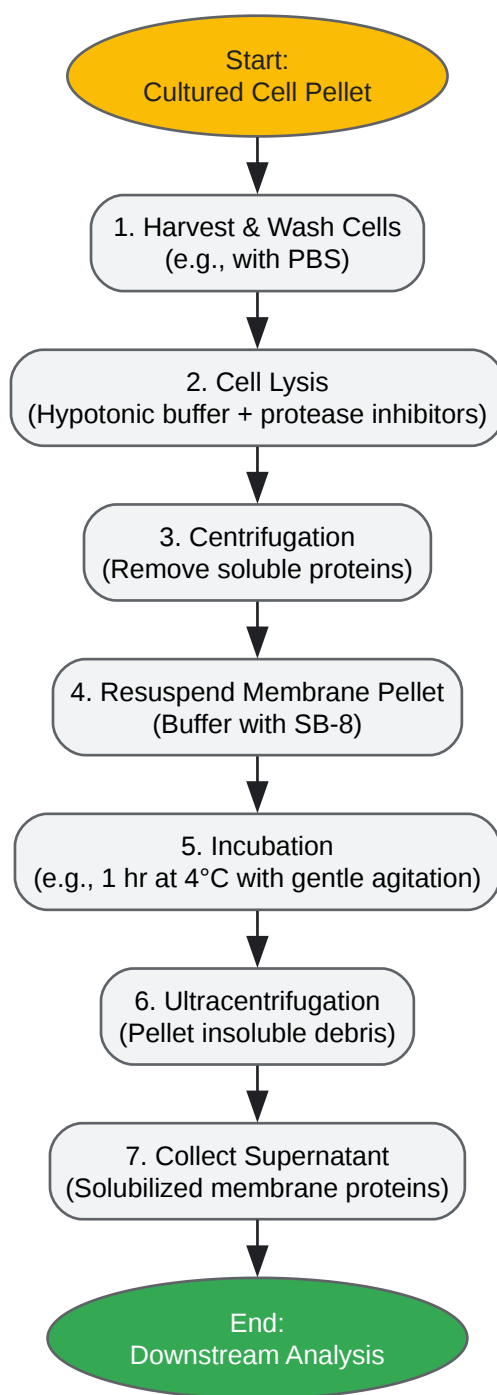 Start:
Cultured Cell Pellet
1. Harvest & Wash Cells
(e.g., with PBS)
2. Cell Lysis
(Hypotonic buffer + protease inhibitors)
3. Centrifugation
(Remove soluble proteins)
4. Resuspend Membrane Pellet
(Buffer with SB-8)
5. Incubation
(e.g., 1 hr at 4°C with gentle agitation)
6. Ultracentrifugation
(Pellet insoluble debris)
7. Collect Supernatant
(Solubilized membrane proteins)
End:
Downstream Analysis